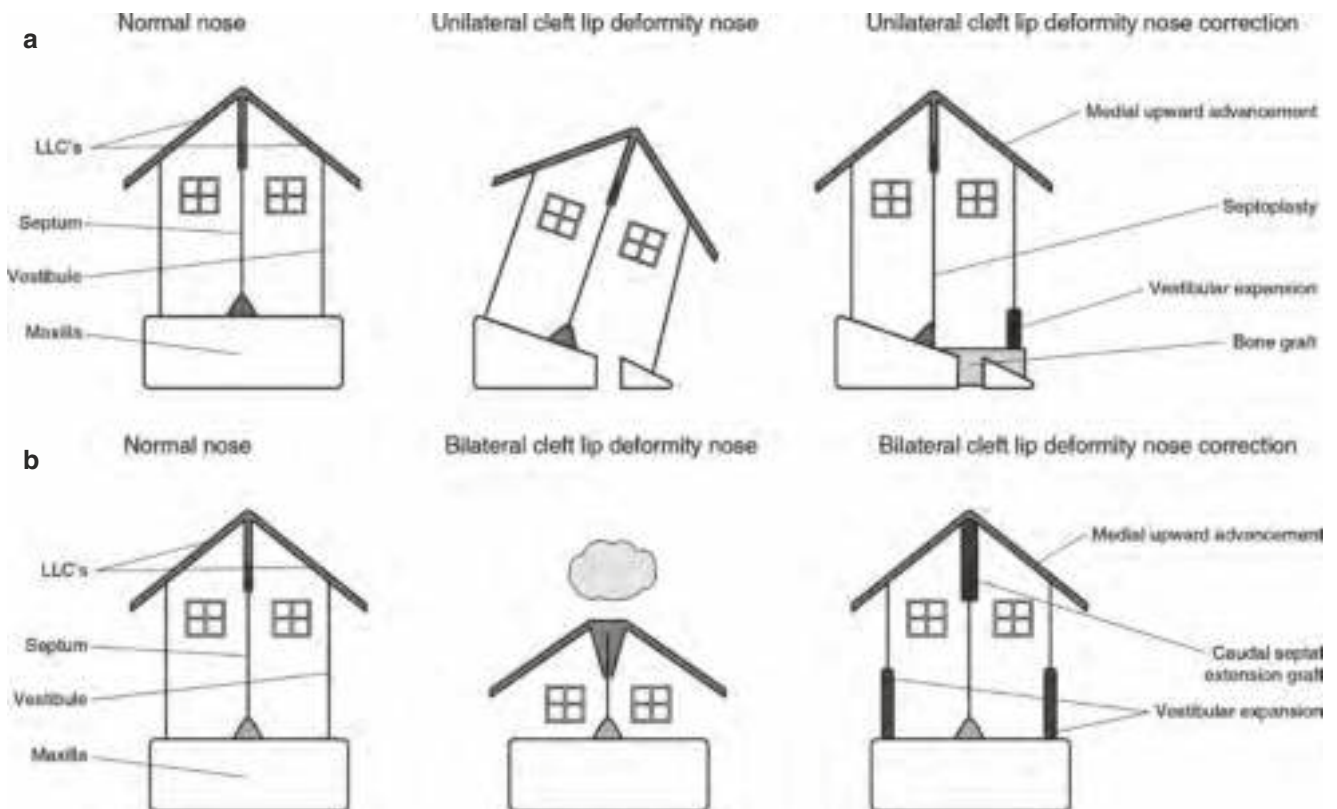 a
Normal nose
Unilateral cleft lip deformity nose
Unilateral cleft lip deformity nose correction
LLC's
Septum
Vestibule
Maxilla
Medial upward advancement
Septoplasty
Vestibular expansion
Bone graft
b
Normal nose
Bilateral cleft lip deformity nose
Bilateral cleft lip deformity nose correction
LLC's
Septum
Vestibule
Maxilla
Medial upward advancement
Caudal septal
extension graft
Vestibular expansion